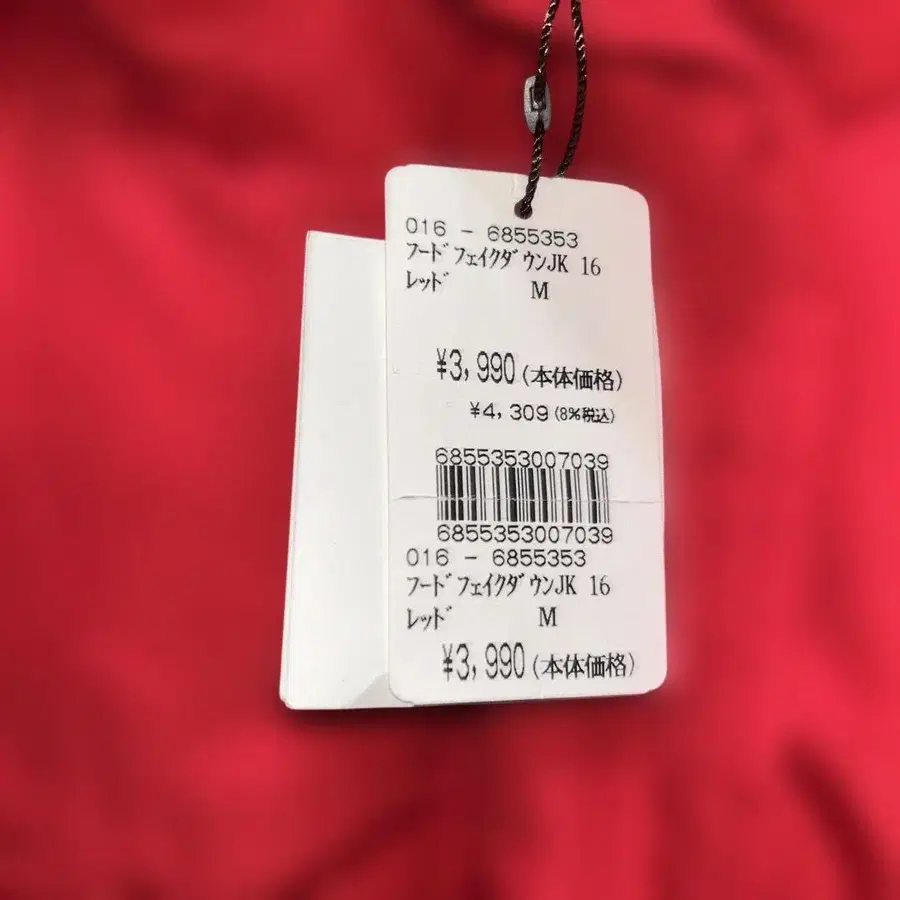 016 - 6855353
フードフェイクダウンJK 16
レッド M
¥3,990(本体価格)
¥4,309(8%税込)
6855353007039
6855353007039
016 - 6855353
フードフェイクダウンJK 16
レッド M
¥3,990(本体価格)